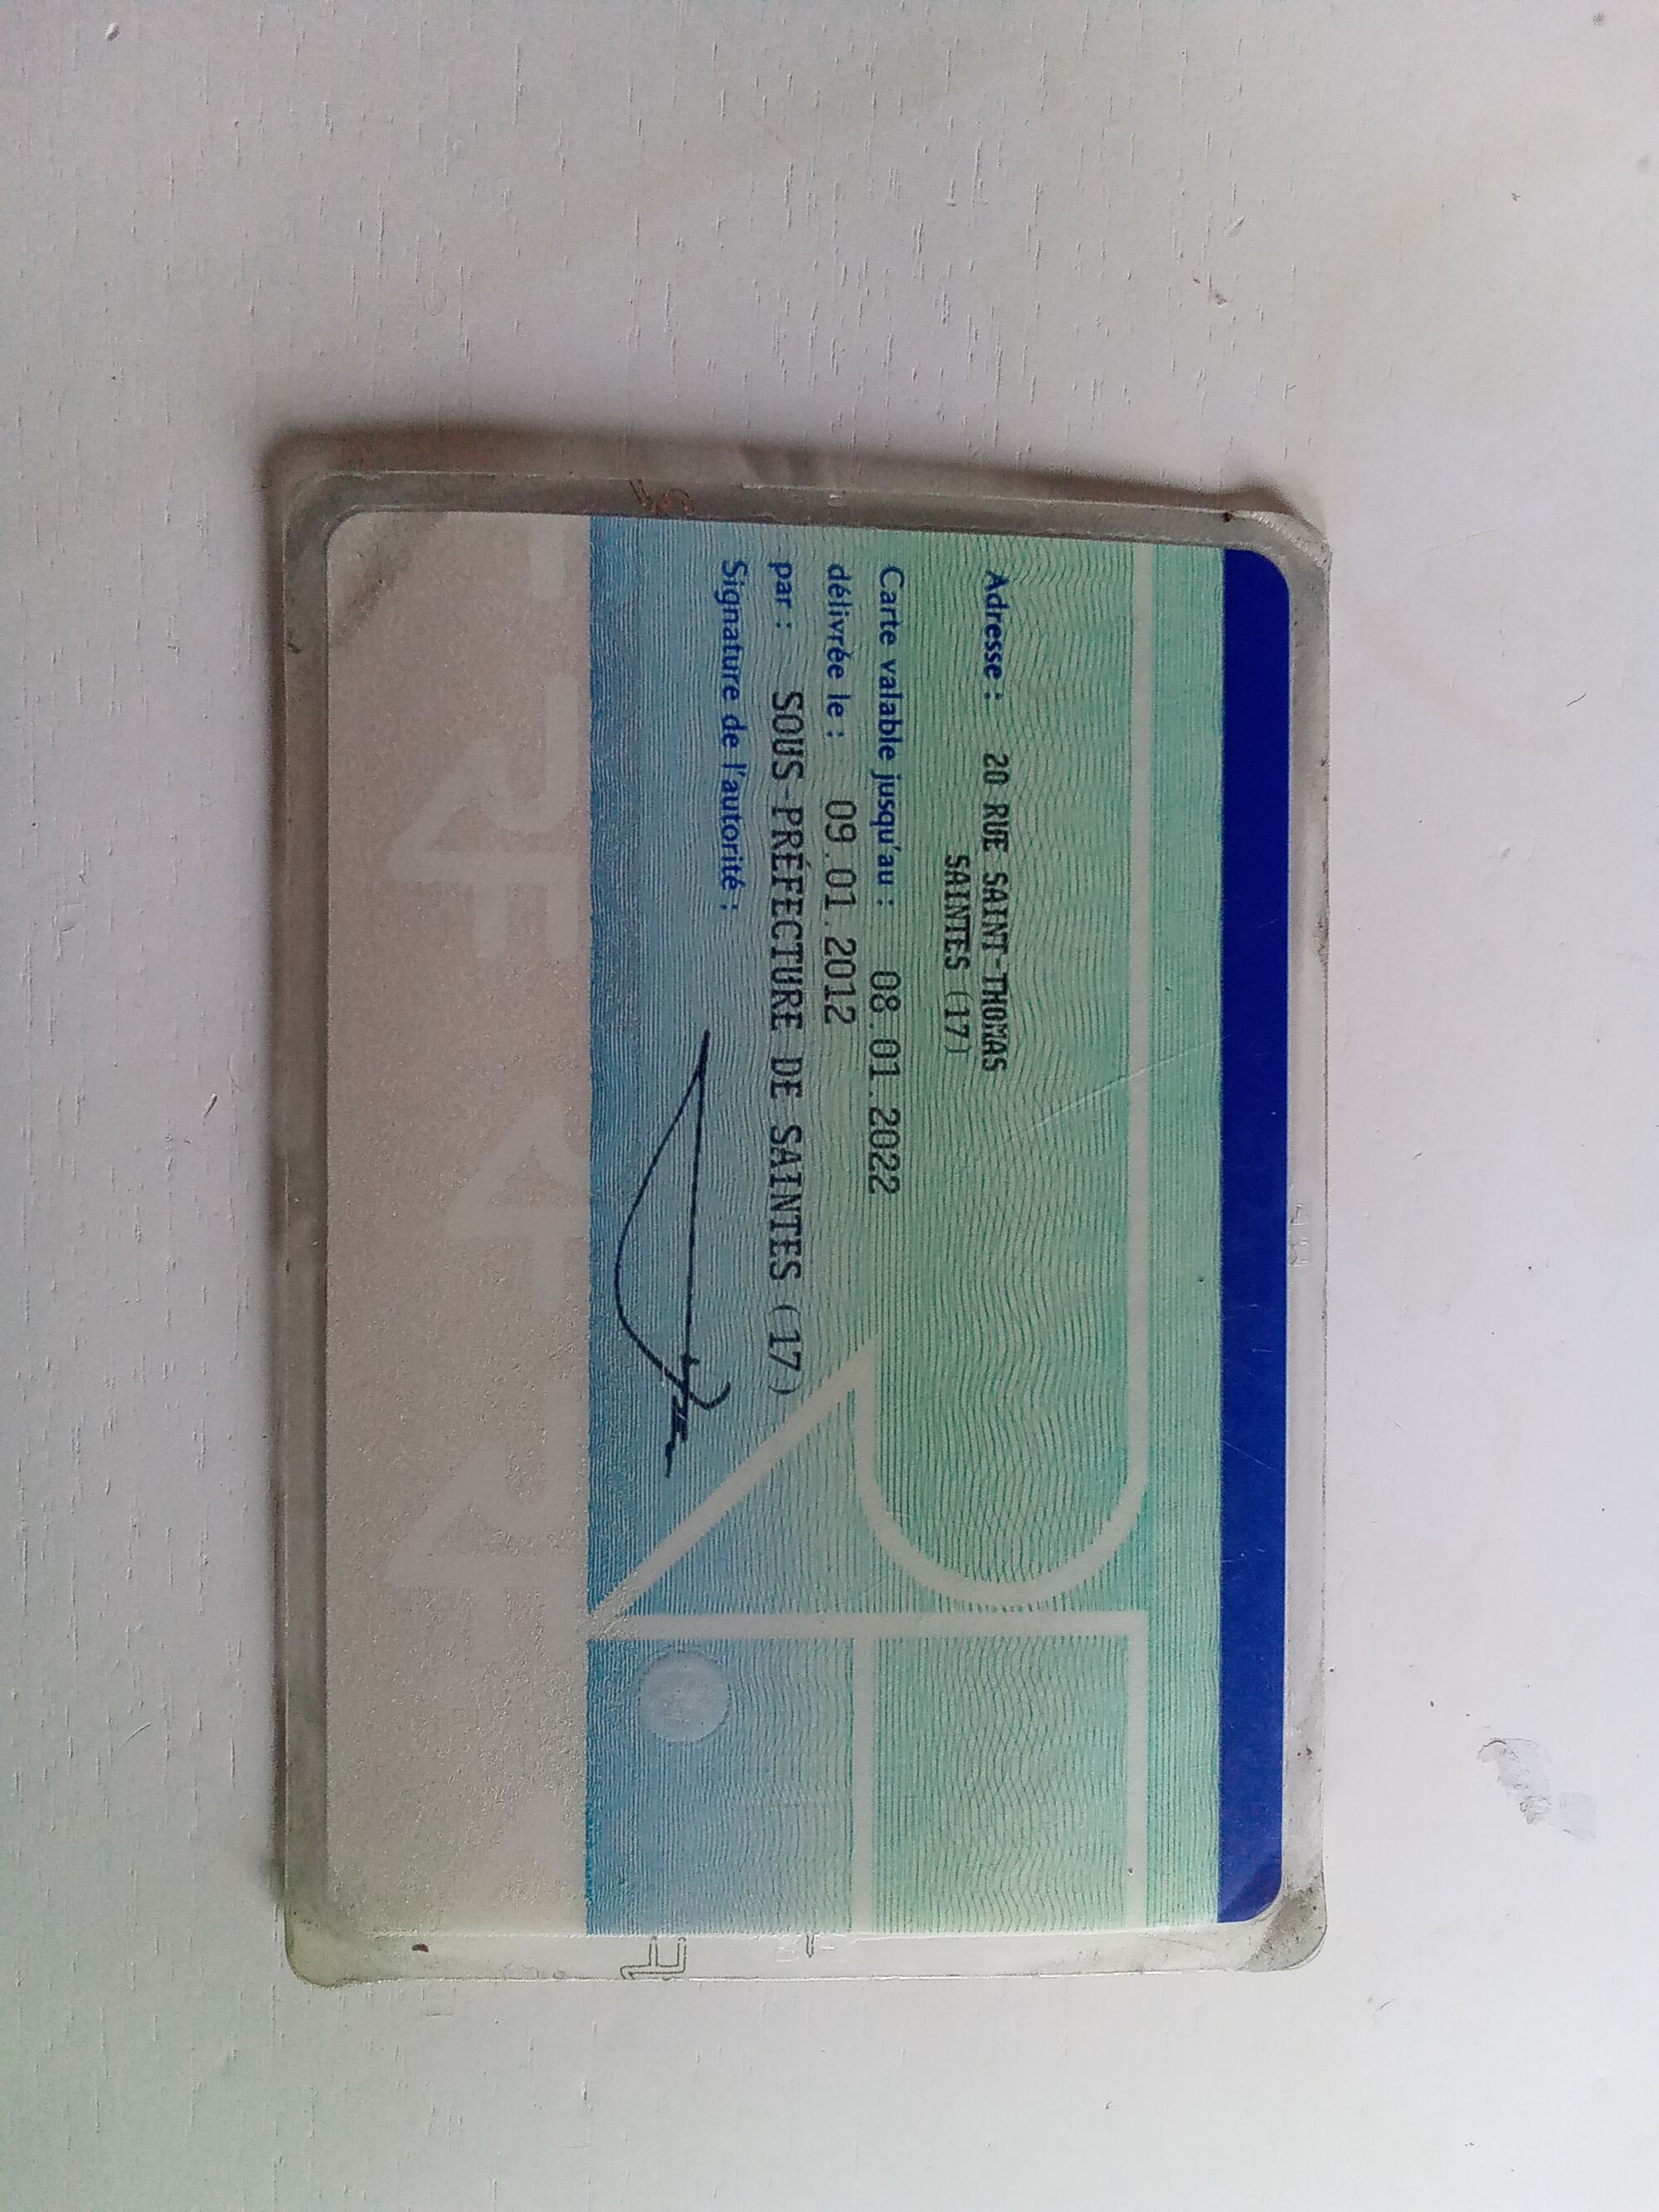 Adresse : 20 RUE SAINT-THOMAS
SAINTES (17)
Carte valable jusqu'au : 08.01.2022
délivrée le : 09.01.2012
par : SOUS-PRÉFECTURE DE SAINTES (17)
Signature de l'autorité :
RF